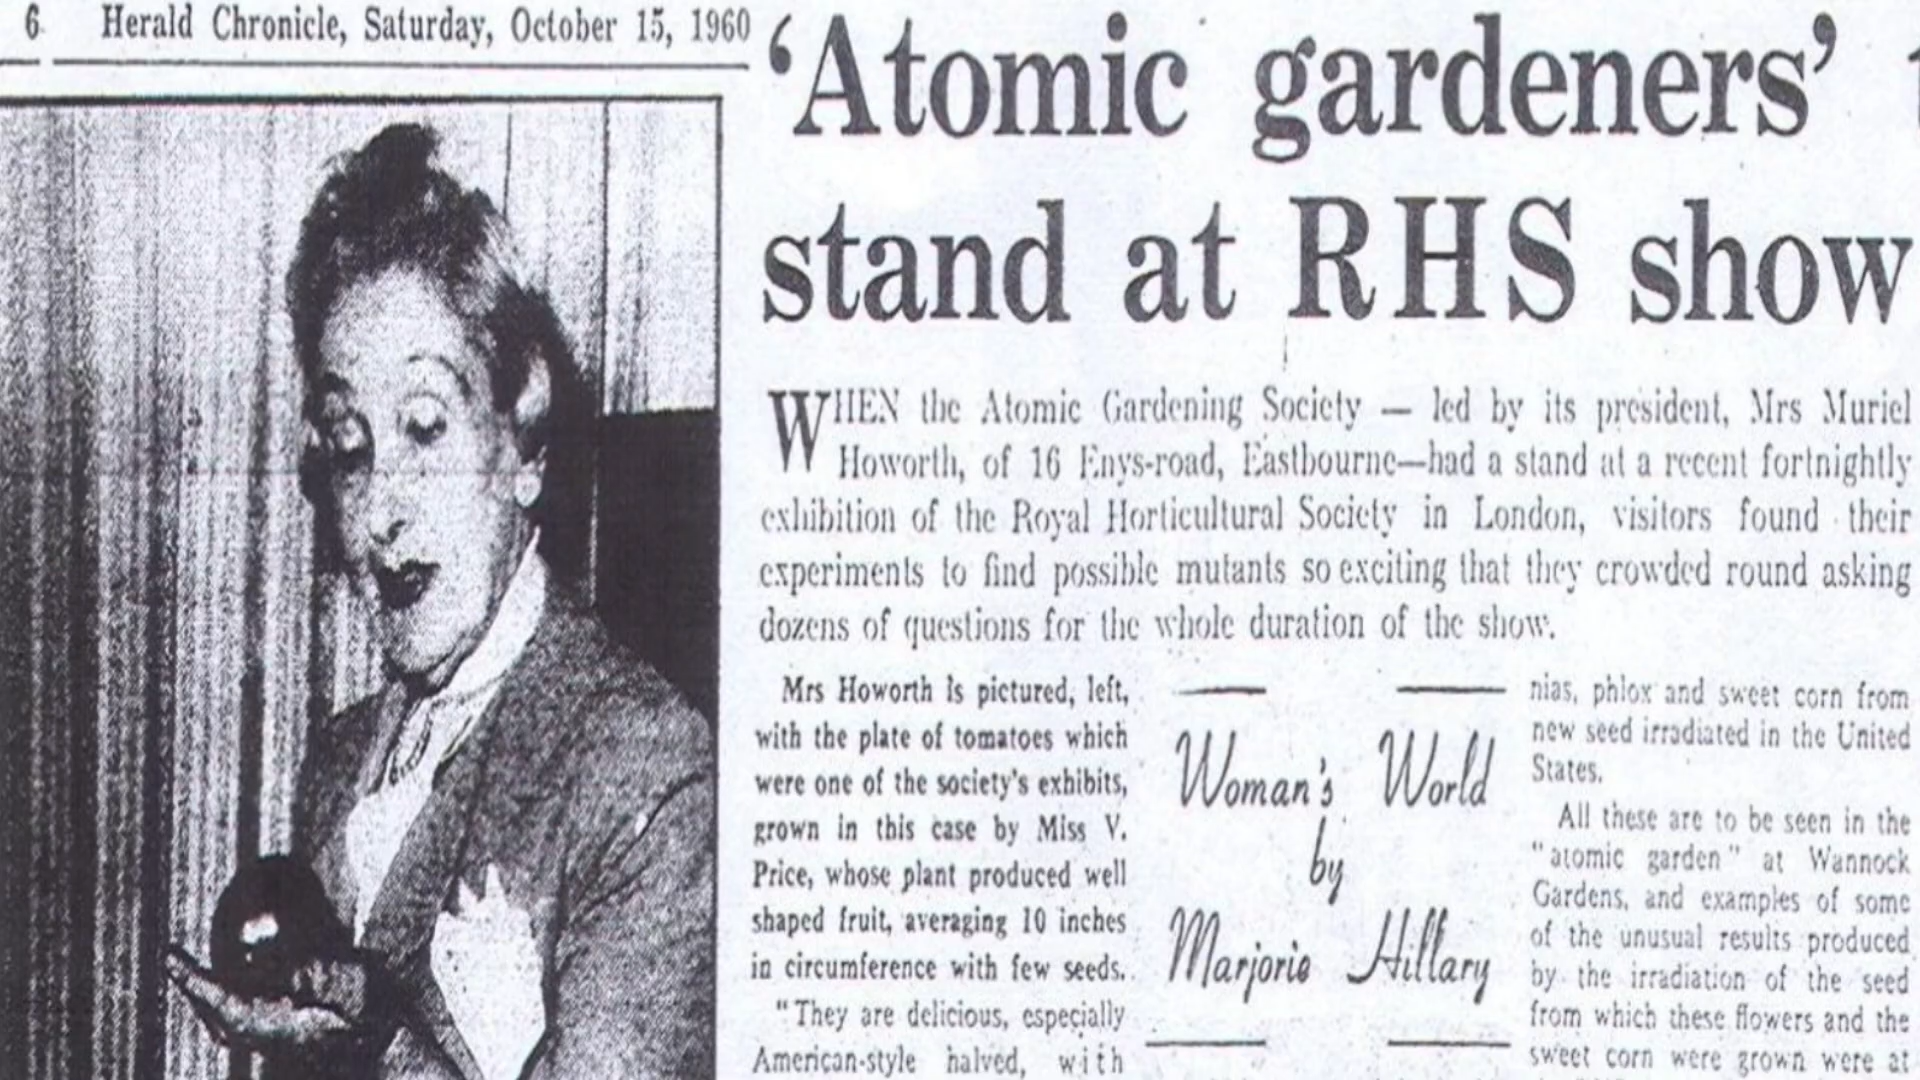 6 Herald Chronicle, Saturday, October 15, 1960
‘Atomic gardeners’
stand at RHS show
WHEN the Atomic Gardening Society — led by its president, Mrs Muriel
Howorth, of 16 Enys-road, Eastbourne—had a stand at a recent fortnightly
exhibition of the Royal Horticultural Society in London, visitors found their
experiments to find possible mutants so exciting that they crowded round asking
dozens of questions for the whole duration of the show.
Mrs Howorth is pictured, left,
with the plate of tomatoes which
were one of the society's exhibits,
grown in this case by Miss V.
Price, whose plant produced well
shaped fruit, averaging 10 inches
in circumference with few seeds.
"They are delicious, especially
American-style halved, with
Woman's World
by
Marjorie Hillary
nias, phlox and sweet corn from
new seed irradiated in the United
States.
All these are to be seen in the
"atomic garden" at Wannock
Gardens, and examples of some
of the unusual results produced
by the irradiation of the seed
from which these flowers and the
sweet corn were grown were at